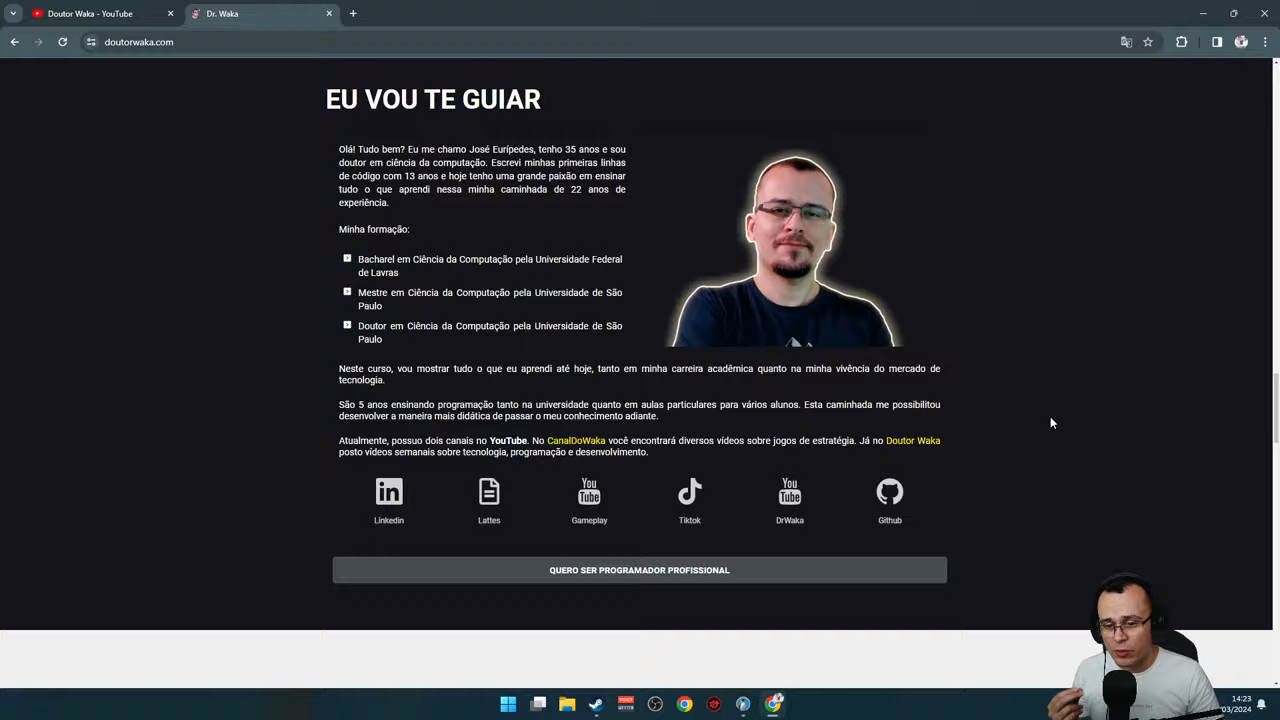 Doutor Waka - YouTube
Dr. Waka
doutorwaka.com
EU VOU TE GUIAR
Olá! Tudo bem? Eu me chamo José Eurípedes, tenho 35 anos e sou
doutor em ciência da computação. Escrevi minhas primeiras linhas
de código com 13 anos e hoje tenho uma grande paixão em ensinar
tudo o que aprendi nessa minha caminhada de 22 anos de
experiência.
Minha formação:
Bacharel em Ciência da Computação pela Universidade Federal
de Lavras
Mestre em Ciência da Computação pela Universidade de São
Paulo
Doutor em Ciência da Computação pela Universidade de São
Paulo
Neste curso, vou mostrar tudo o que eu aprendi até hoje, tanto em minha carreira acadêmica quanto na minha vivência do mercado de
tecnologia.
São 5 anos ensinando programação tanto na universidade quanto em aulas particulares para vários alunos. Esta caminhada me possibilitou
desenvolver a maneira mais didática de passar o meu conhecimento adiante.
Atualmente, possuo dois canais no YouTube. No CanalDoWaka você encontrará diversos vídeos sobre jogos de estratégia. Já no Doutor Waka
posto vídeos semanais sobre tecnologia, programação e desenvolvimento.
in
You Tube
You Tube
Linkedin
Lattes
Gameplay
Tiktok
DrWaka
Github
QUERO SER PROGRAMADOR PROFISSIONAL
14:23
03/2024